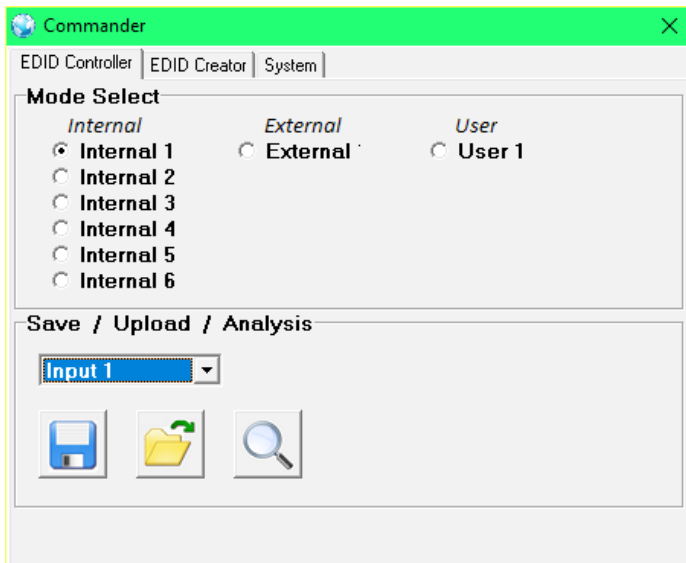 Commander
EDID Controller EDID Creator System
Mode Select
Internal External User
Internal 1 External User 1
Internal 2
Internal 3
Internal 4
Internal 5
Internal 6
Save / Upload / Analysis
Input 1